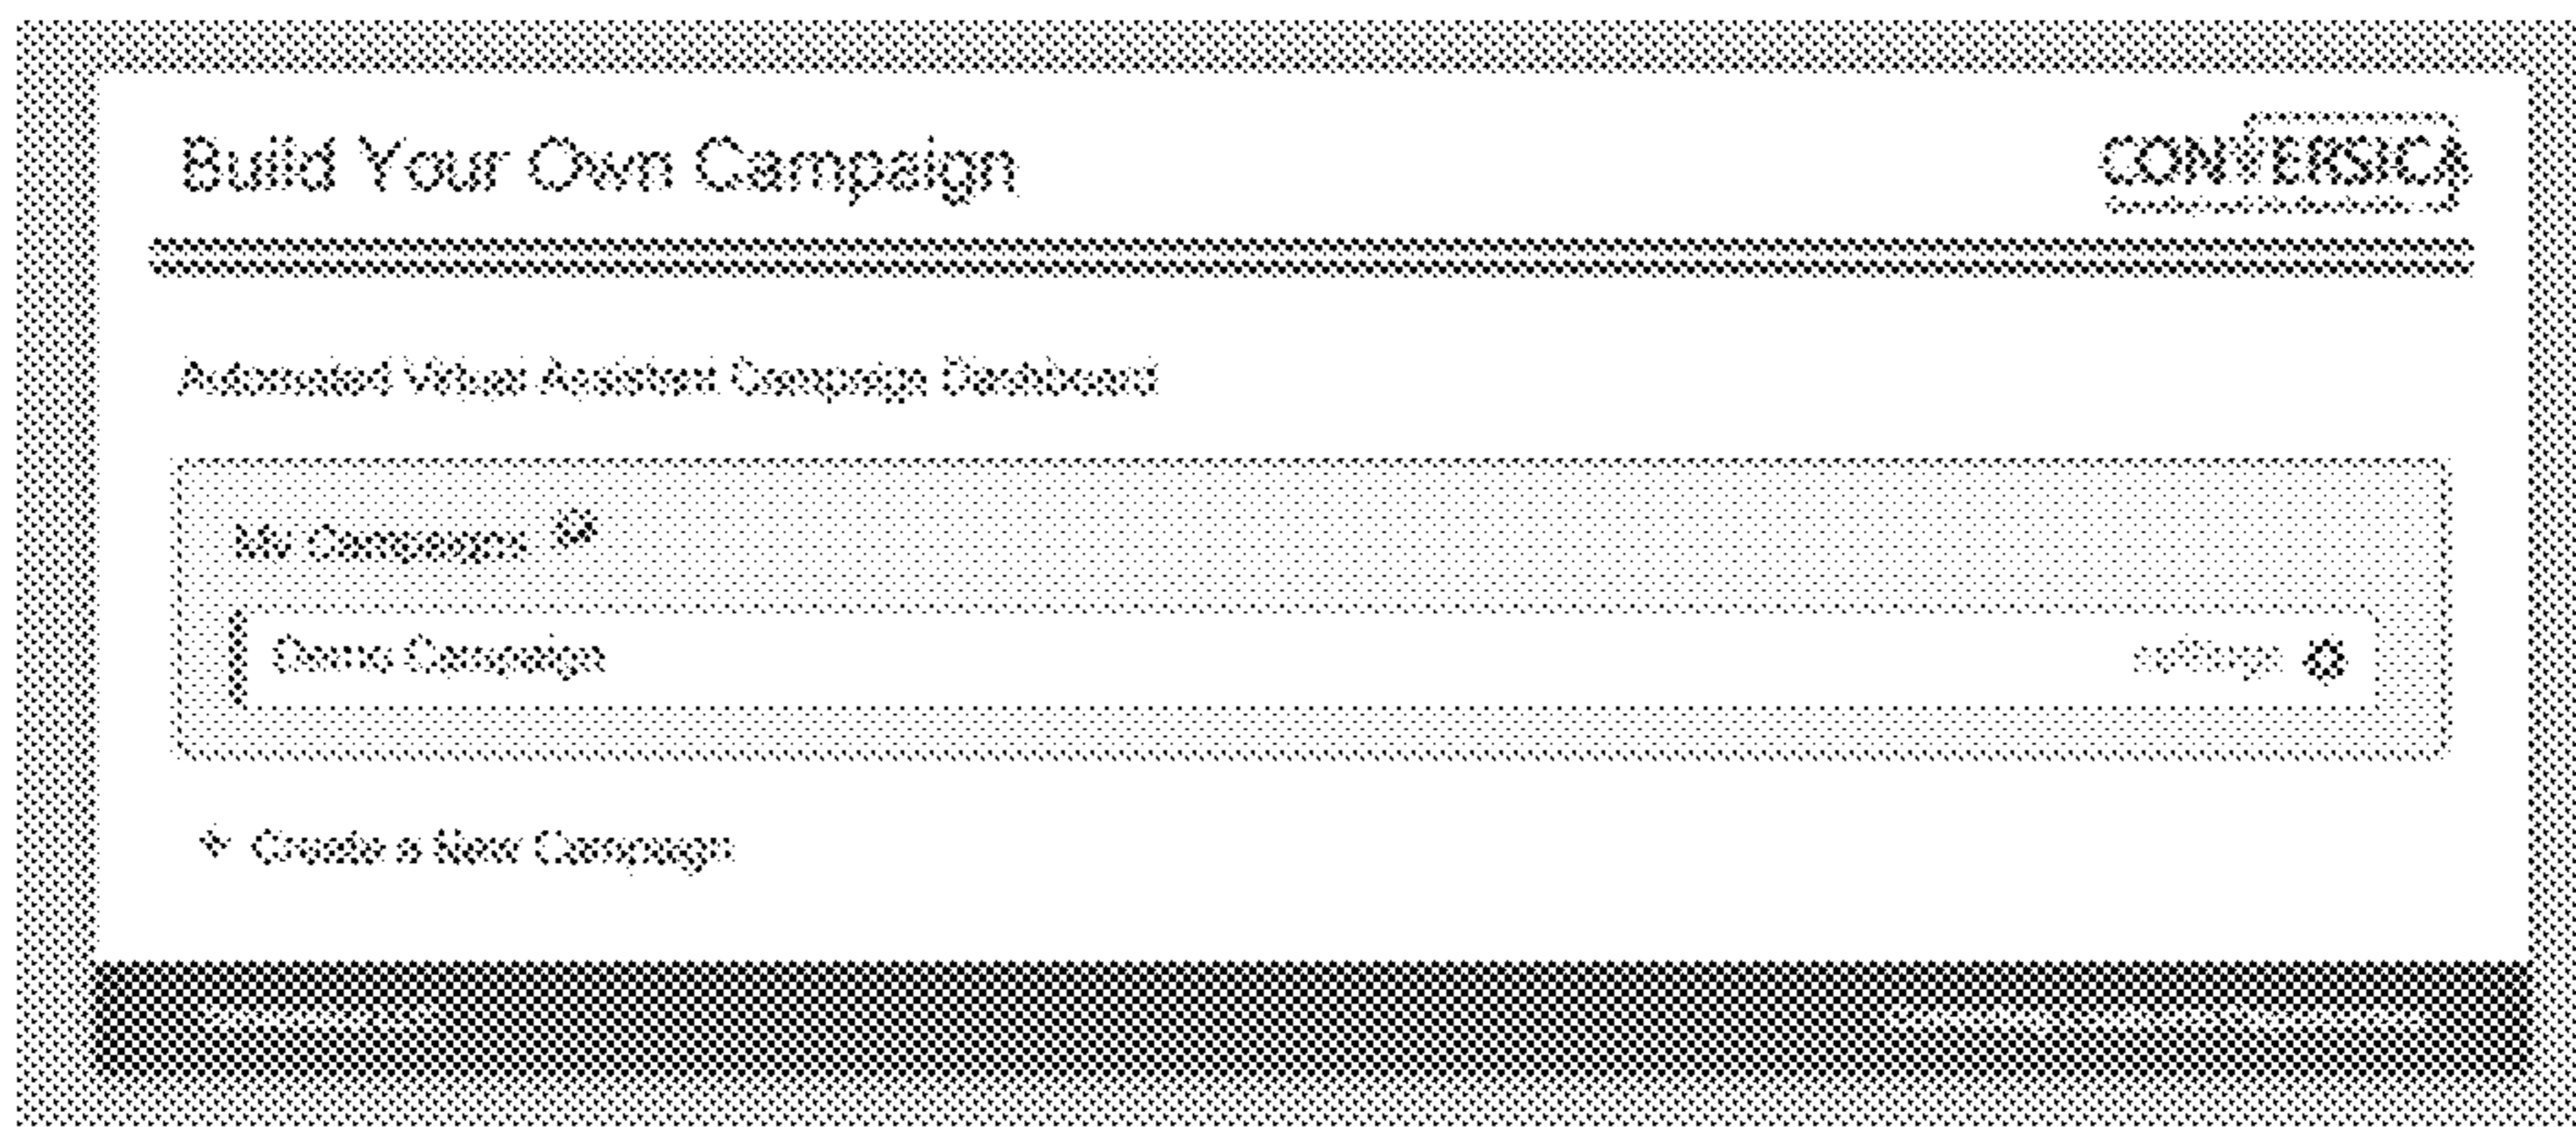 Build Your Own Campaign
CONVERSICA
Automated Virtual Assistant Campaign Dashboard
My Campaigns
Demo Campaign
settings
+ Create a New Campaign